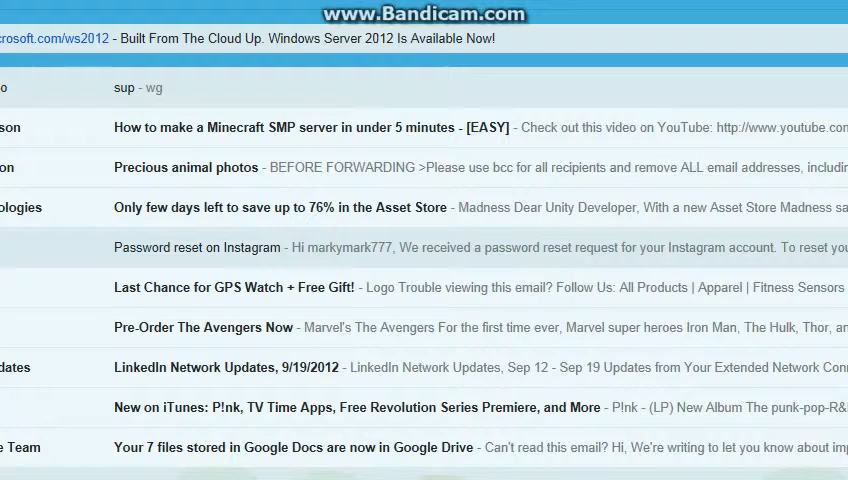 www.Bandicam.com
crosoft.com/ws2012 - Built From The Cloud Up. Windows Server 2012 Is Available Now!
o sup - wg
son How to make a Minecraft SMP server in under 5 minutes - [EASY] - Check out this video on YouTube: http://www.youtube.con
on Precious animal photos - BEFORE FORWARDING >Please use bcc for all recipients and remove ALL email addresses, includin
ologies Only few days left to save up to 76% in the Asset Store - Madness Dear Unity Developer, With a new Asset Store Madness sa
Password reset on Instagram - Hi markymark777, We received a password reset request for your Instagram account. To reset you
Last Chance for GPS Watch + Free Gift! - Logo Trouble viewing this email? Follow Us: All Products | Apparel | Fitness Sensors
Pre-Order The Avengers Now - Marvel's The Avengers For the first time ever, Marvel super heroes Iron Man, The Hulk, Thor, an
dates LinkedIn Network Updates, 9/19/2012 - LinkedIn Network Updates, Sep 12 - Sep 19 Updates from Your Extended Network Con
New on iTunes: P!nk, TV Time Apps, Free Revolution Series Premiere, and More - P!nk - (LP) New Album The punk-pop-R&
e Team Your 7 files stored in Google Docs are now in Google Drive - Can't read this email? Hi, We're writing to let you know about imp